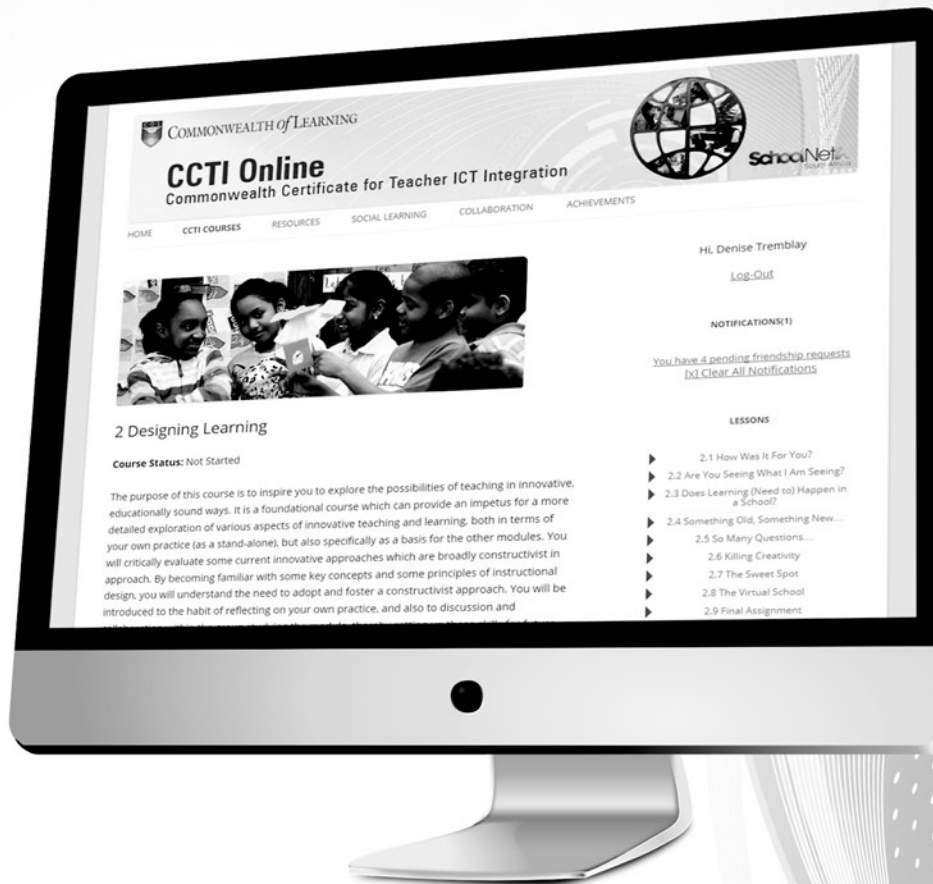 COL
COMMONWEALTH of LEARNING
CCTI Online
Commonwealth Certificate for Teacher ICT Integration
SchoolNet
South Africa
HOME CCTI COURSES RESOURCES SOCIAL LEARNING COLLABORATION ACHIEVEMENTS
Hi, Denise Tremblay
Log-Out
NOTIFICATIONS(1)
You have 4 pending friendship requests
[x] Clear All Notifications
2 Designing Learning
Course Status: Not Started
The purpose of this course is to inspire you to explore the possibilities of teaching in innovative,
educationally sound ways. It is a foundational course which can provide an impetus for a more
detailed exploration of various aspects of innovative teaching and learning, both in terms of
your own practice (as a stand-alone), but also specifically as a basis for the other modules. You
will critically evaluate some current innovative approaches which are broadly constructivist in
approach. By becoming familiar with some key concepts and some principles of instructional
design, you will understand the need to adopt and foster a constructivist approach. You will be
introduced to the habit of reflecting on your own practice, and also to discussion and
LESSONS
2.1 How Was It For You?
2.2 Are You Seeing What I Am Seeing?
2.3 Does Learning (Need to) Happen in
a School?
2.4 Something Old, Something New...
2.5 So Many Questions...
2.6 Killing Creativity
2.7 The Sweet Spot
2.8 The Virtual School
2.9 Final Assignment